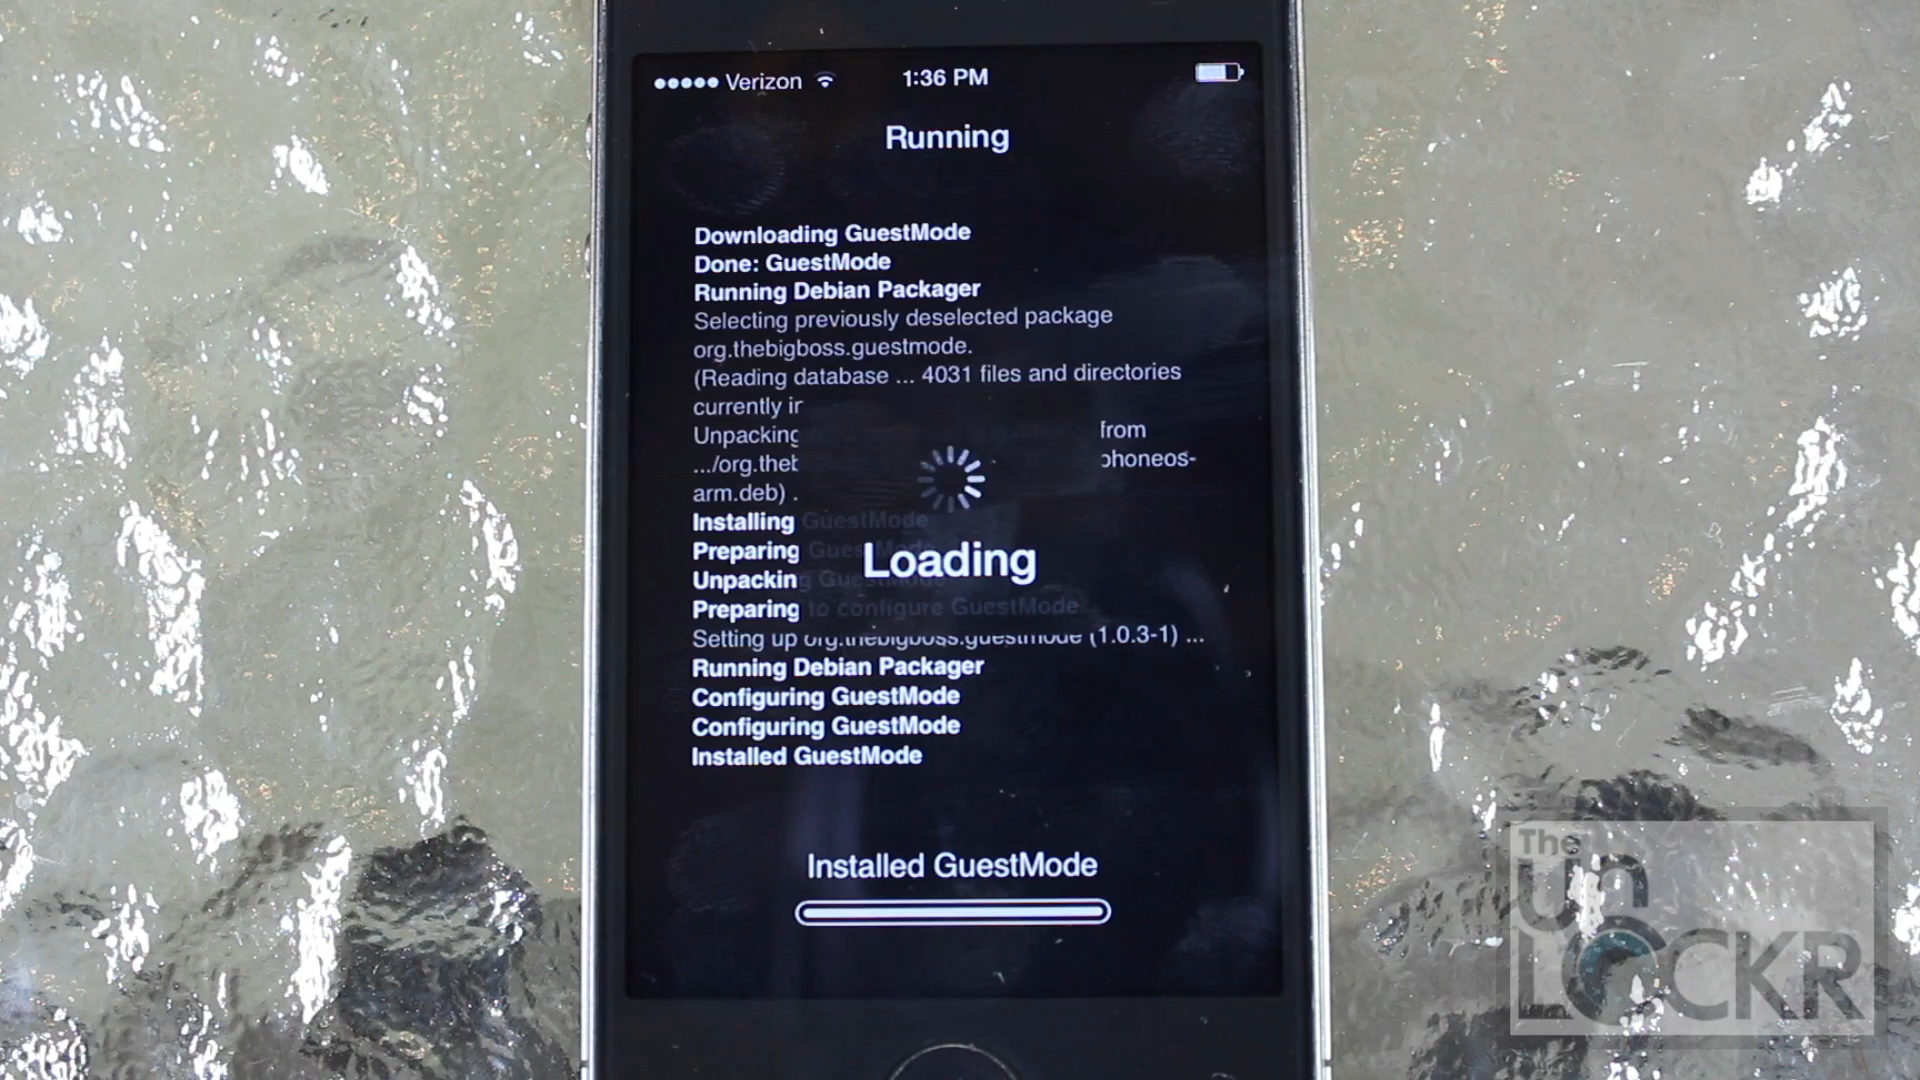 Verizon 1:36 PM
Running
Downloading GuestMode
Done: GuestMode
Running Debian Packager
Selecting previously deselected package
org.thebigboss.guestmode.
(Reading database ... 4031 files and directories
currently in
Unpacking from
.../org.theb phoneos-
arm.deb) .
Installing GuestMode
Preparing GuestMode
Unpacking GuestMode
Preparing to configure GuestMode
Loading
Setting up org.thebigboss.guestmode (1.0.3-1) ...
Running Debian Packager
Configuring GuestMode
Configuring GuestMode
Installed GuestMode
Installed GuestMode
The
Un
LOCKR